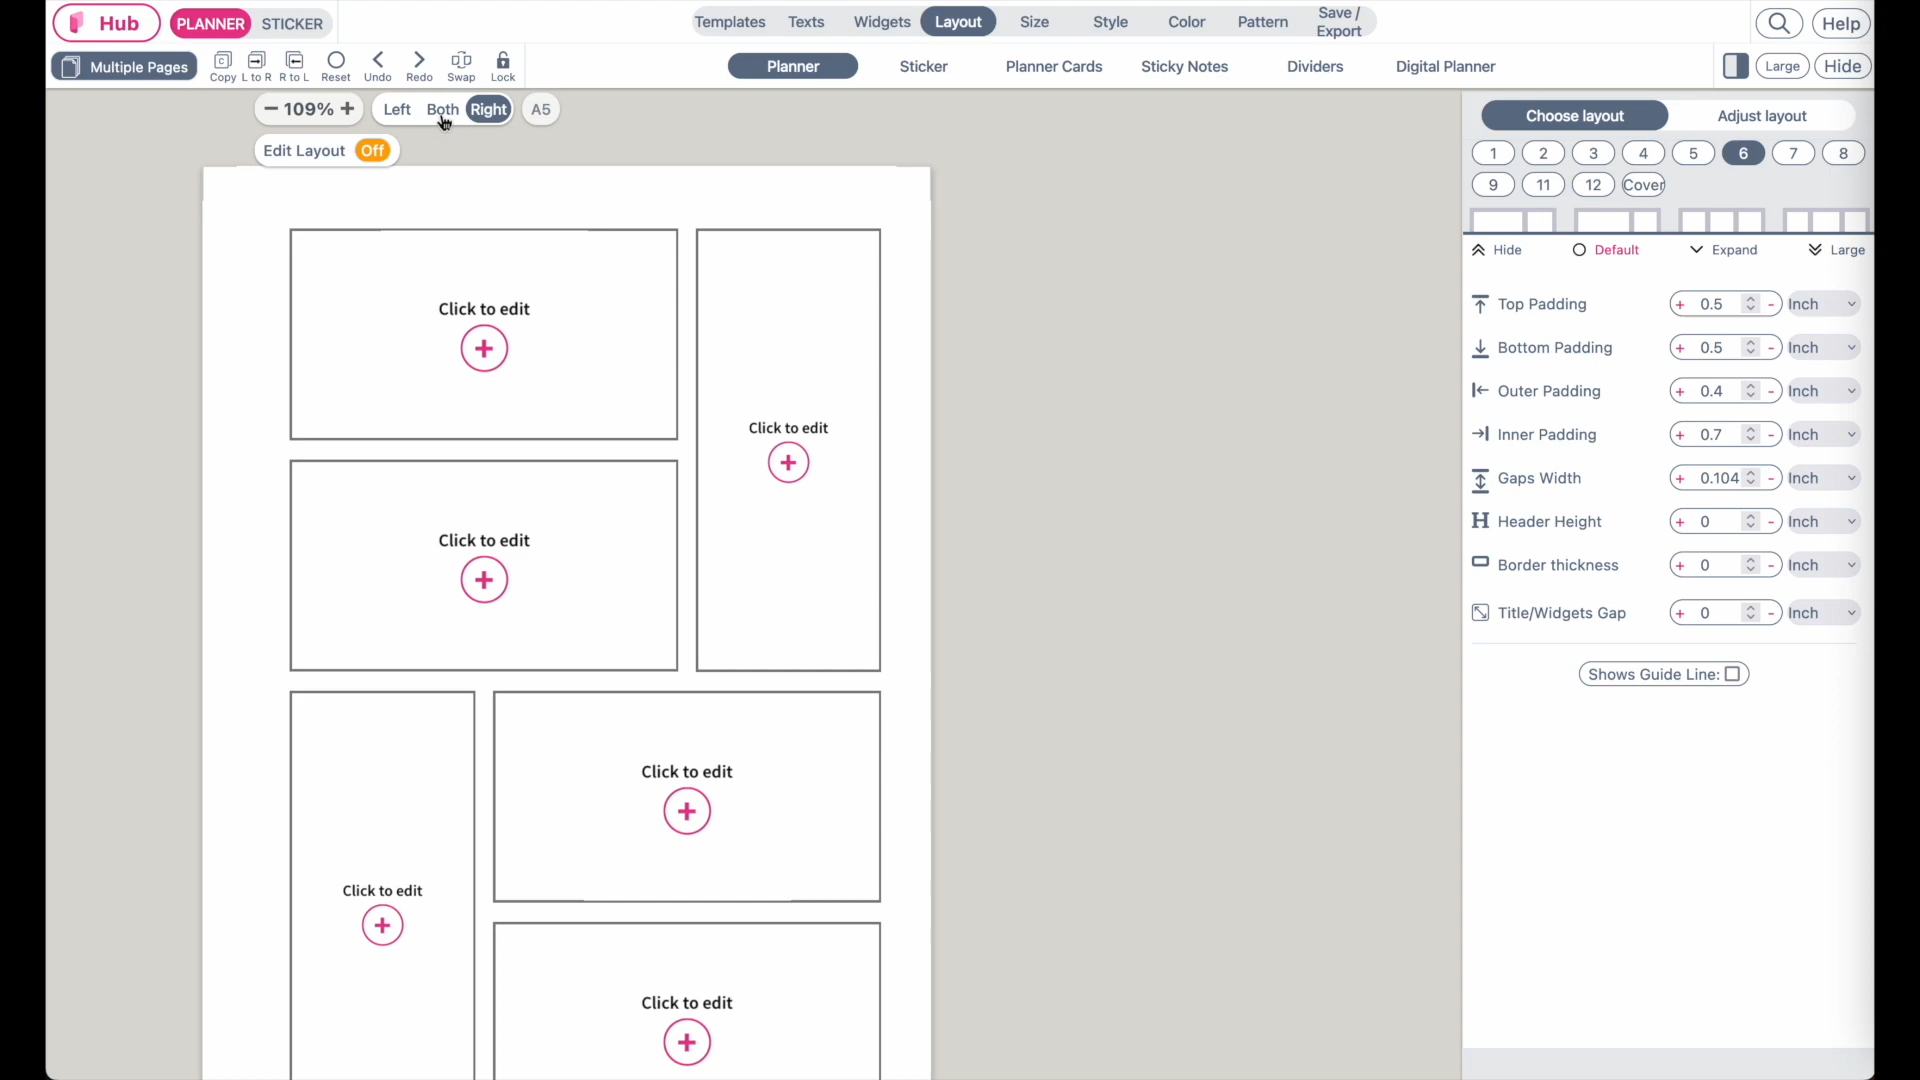 Hub PLANNER STICKER
Templates Texts Widgets Layout Size Style Color Pattern Save / Export
Help
Multiple Pages Copy L to R R to L Reset Undo Redo Swap Lock
Planner Sticker Planner Cards Sticky Notes Dividers Digital Planner
Large Hide
109% Left Both Right A5
Edit Layout Off
Choose layout Adjust layout
1 2 3 4 5 6 7 8
9 11 12 Cover
Hide Default Expand Large
Top Padding + 0.5 - Inch
Bottom Padding + 0.5 - Inch
Outer Padding + 0.4 - Inch
Inner Padding + 0.7 - Inch
Gaps Width + 0.104 - Inch
H Header Height + 0 - Inch
Border thickness + 0 - Inch
Title/Widgets Gap + 0 - Inch
Shows Guide Line:
Click to edit
Click to edit
Click to edit
Click to edit
Click to edit
Click to edit